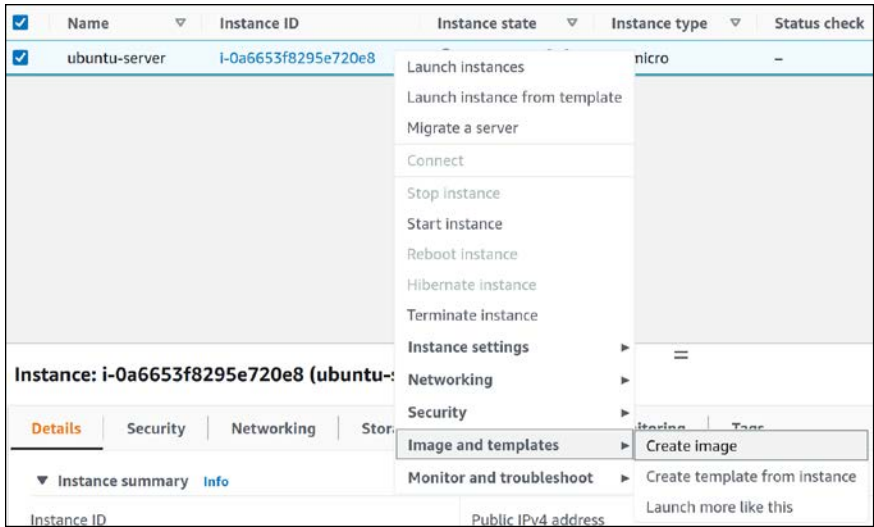 Name Instance ID Instance state Instance type Status check
ubuntu-server i-0a6653f8295e720e8 micro –
Launch instances
Launch instance from template
Migrate a server
Connect
Stop instance
Start instance
Reboot instance
Hibernate instance
Terminate instance
Instance settings
Instance: i-0a6653f8295e720e8 (ubuntu-s
Networking
Security
Details Security Networking Stor
Image and templates
Create image
Monitor and troubleshoot
Create template from instance
Launch more like this
Instance summary Info
Instance ID Public IPv4 address